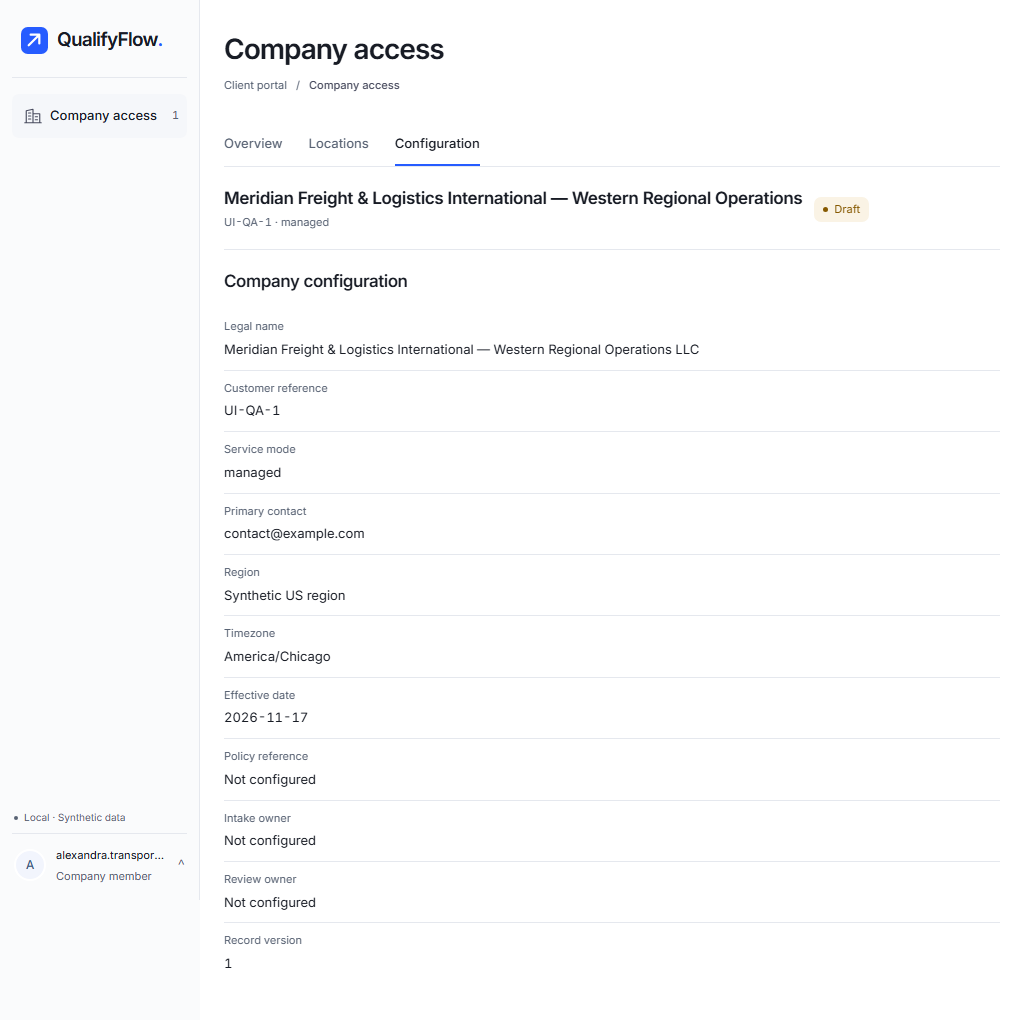 QualifyFlow.
Company access 1
Local · Synthetic data
A
alexandra.transpor...
Company member
Company access
Client portal / Company access
Overview Locations Configuration
Meridian Freight & Logistics International — Western Regional Operations
Draft
UI-QA-1 · managed
Company configuration
Legal name
Meridian Freight & Logistics International — Western Regional Operations LLC
Customer reference
UI-QA-1
Service mode
managed
Primary contact
contact@example.com
Region
Synthetic US region
Timezone
America/Chicago
Effective date
2026-11-17
Policy reference
Not configured
Intake owner
Not configured
Review owner
Not configured
Record version
1